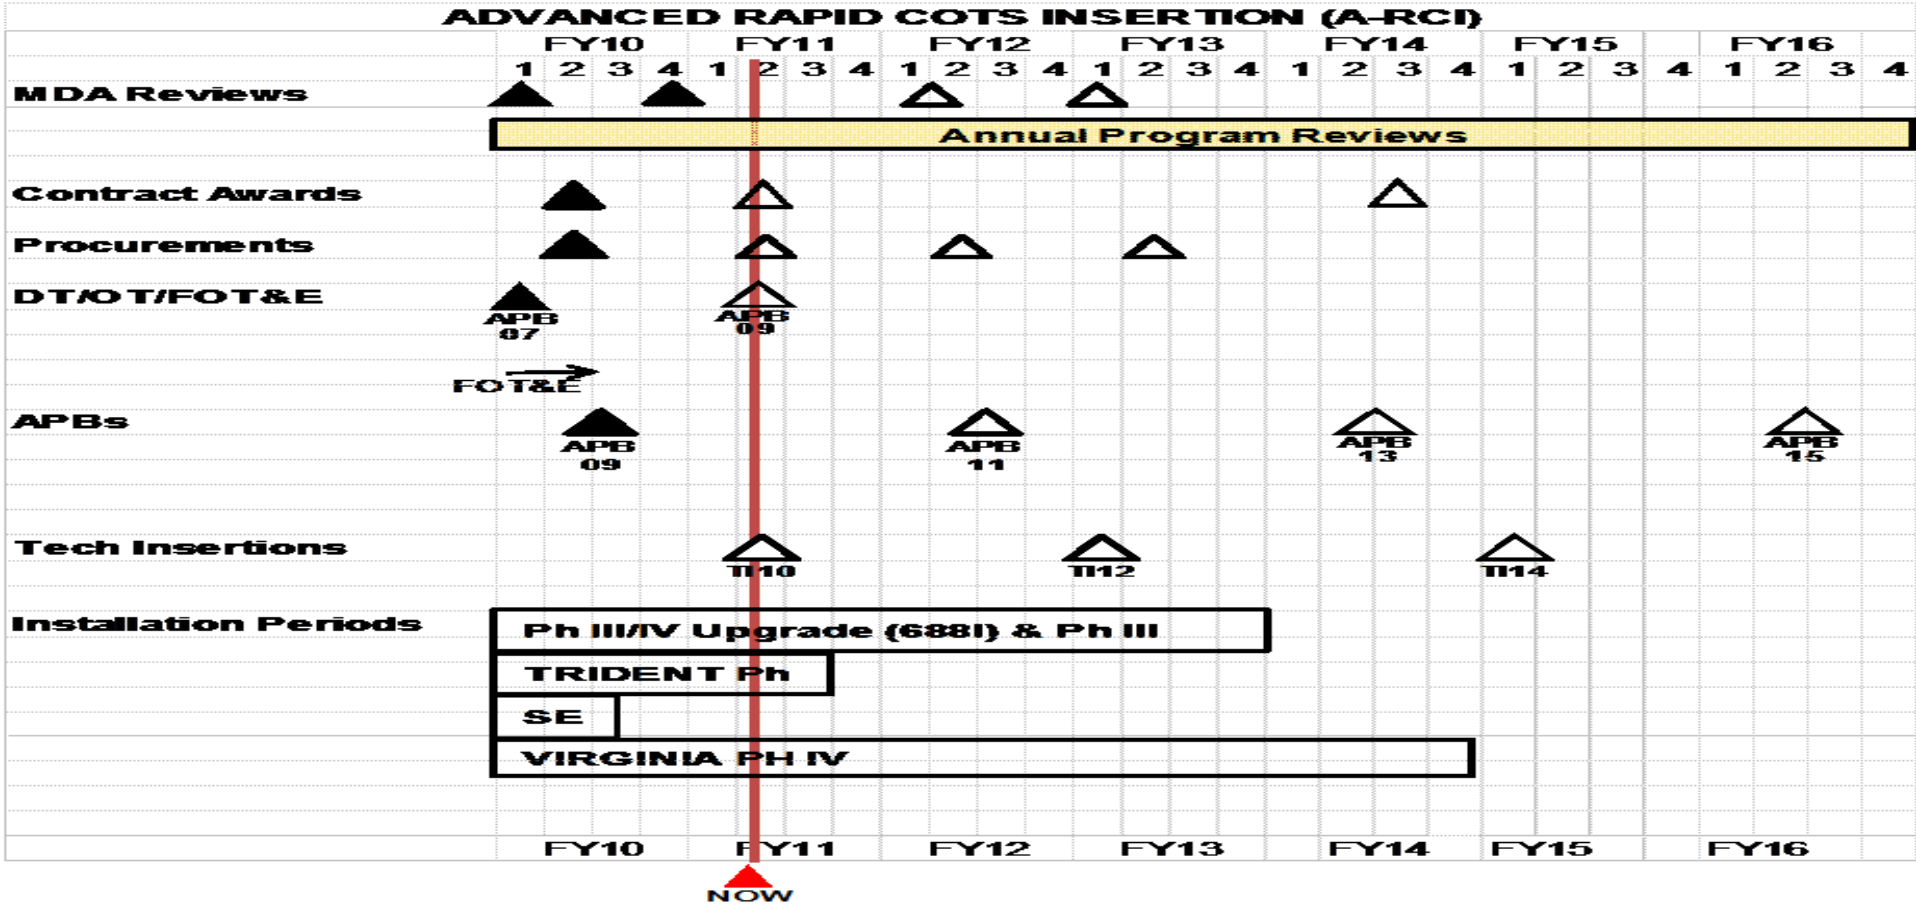 ADVANCED RAPID COTS INSERTION (A-RCI)
FY10 FY11 FY12 FY13 FY14 FY15 FY16
1 2 3 4 1 2 3 4 1 2 3 4 1 2 3 4 1 2 3 4 1 2 3 4 1 2 3 4
MDA Reviews
Annual Program Reviews
Contract Awards
Procurements
DT/OT/FOT&E
APB APB
07 09
FOT&E
APBs
APB APB APB APB
09 11 13 15
Tech Insertions
TI10 TI12 TI14
Installation Periods
Ph III/IV Upgrade (688I) & Ph III
TRIDENT Ph
SE
VIRGINIA PH IV
FY10 FY11 FY12 FY13 FY14 FY15 FY16
NOW